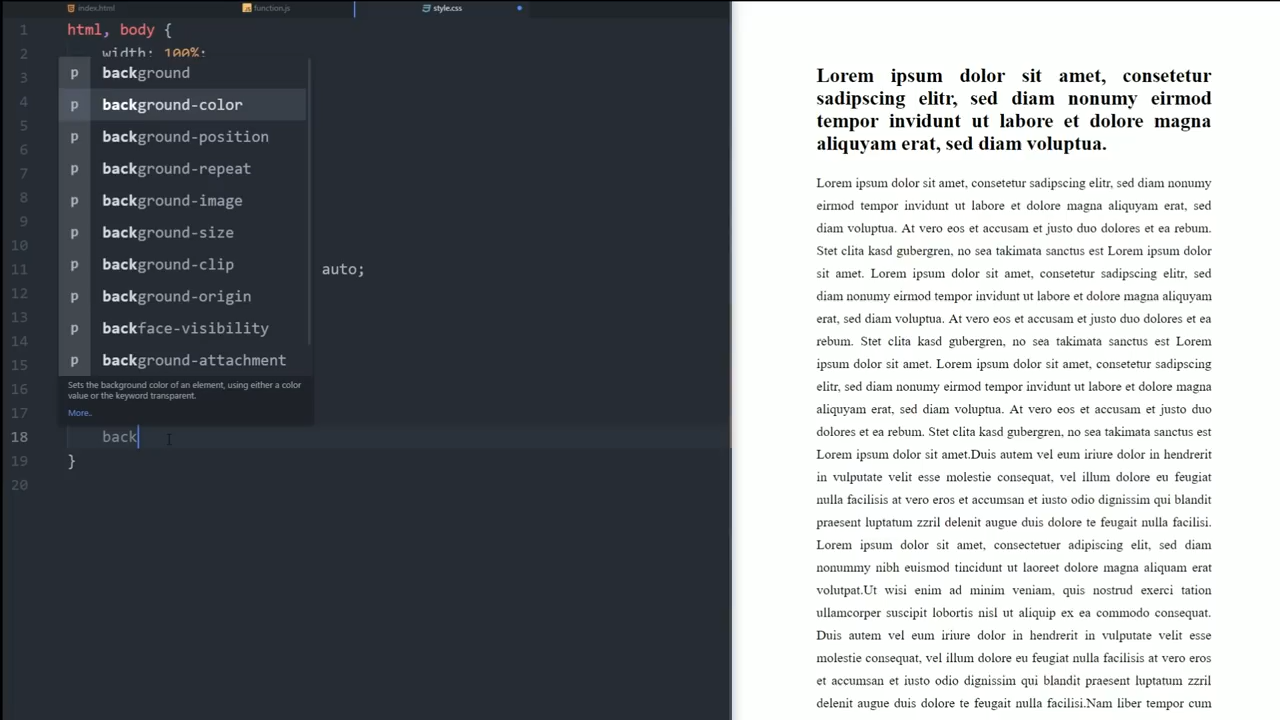 index.html
function.js
style.css
1 html, body {
2 width: 100%;
3
4
5
6
7
8
9
10
11 auto;
12
13
14
15
16
17
18 back
19 }
20
p background
p background-color
p background-position
p background-repeat
p background-image
p background-size
p background-clip
p background-origin
p backface-visibility
p background-attachment
Sets the background color of an element, using either a color
value or the keyword transparent.
More..
Lorem ipsum dolor sit amet, consetetur
sadipscing elitr, sed diam nonumy eirmod
tempor invidunt ut labore et dolore magna
aliquyam erat, sed diam voluptua.
Lorem ipsum dolor sit amet, consetetur sadipscing elitr, sed diam nonumy
eirmod tempor invidunt ut labore et dolore magna aliquyam erat, sed
diam voluptua. At vero eos et accusam et justo duo dolores et ea rebum.
Stet clita kasd gubergren, no sea takimata sanctus est Lorem ipsum dolor
sit amet. Lorem ipsum dolor sit amet, consetetur sadipscing elitr, sed
diam nonumy eirmod tempor invidunt ut labore et dolore magna aliquyam
erat, sed diam voluptua. At vero eos et accusam et justo duo dolores et ea
rebum. Stet clita kasd gubergren, no sea takimata sanctus est Lorem
ipsum dolor sit amet. Lorem ipsum dolor sit amet, consetetur sadipscing
elitr, sed diam nonumy eirmod tempor invidunt ut labore et dolore magna
aliquyam erat, sed diam voluptua. At vero eos et accusam et justo duo
dolores et ea rebum. Stet clita kasd gubergren, no sea takimata sanctus est
Lorem ipsum dolor sit amet.Duis autem vel eum iriure dolor in hendrerit
in vulputate velit esse molestie consequat, vel illum dolore eu feugiat
nulla facilisis at vero eros et accumsan et iusto odio dignissim qui blandit
praesent luptatum zzril delenit augue duis dolore te feugait nulla facilisi.
Lorem ipsum dolor sit amet, consectetuer adipiscing elit, sed diam
nonummy nibh euismod tincidunt ut laoreet dolore magna aliquam erat
volutpat.Ut wisi enim ad minim veniam, quis nostrud exerci tation
ullamcorper suscipit lobortis nisl ut aliquip ex ea commodo consequat.
Duis autem vel eum iriure dolor in hendrerit in vulputate velit esse
molestie consequat, vel illum dolore eu feugiat nulla facilisis at vero eros
et accumsan et iusto odio dignissim qui blandit praesent luptatum zzril
delenit augue duis dolore te feugait nulla facilisi.Nam liber tempor cum